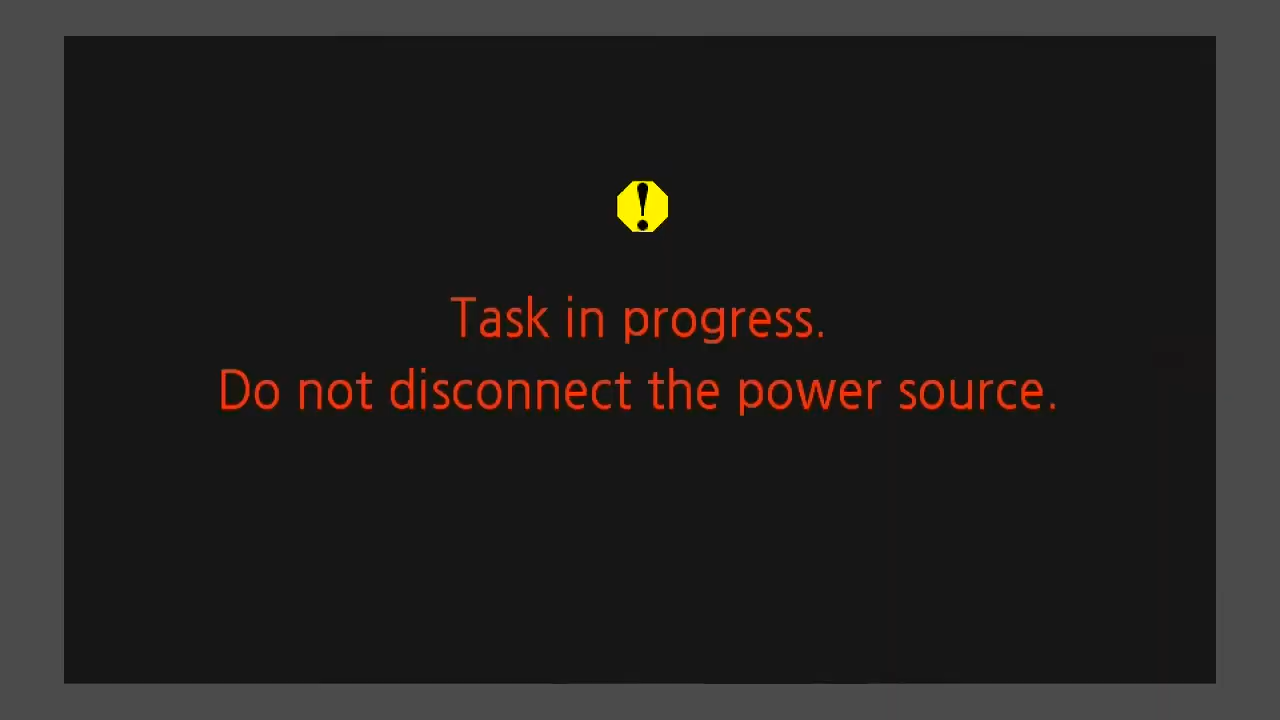 Task in progress.
Do not disconnect the power source.